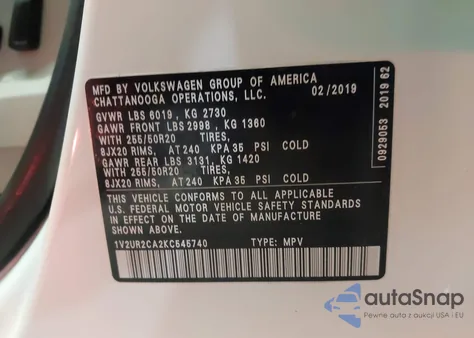 MFD BY VOLKSWAGEN GROUP OF AMERICA
CHATTANOOGA OPERATIONS, LLC. 02/2019
GVWR LBS 6019 , KG 2730
GAWR FRONT LBS 2998 , KG 1360
WITH 255/50R20 TIRES,
8JX20 RIMS, AT 240 KPA 35 PSI COLD
GAWR REAR LBS 3131, KG 1420
WITH 255/50R20 TIRES,
8JX20 RIMS, AT 240 KPA 35 PSI COLD
THIS VEHICLE CONFORMS TO ALL APPLICABLE
U.S. FEDERAL MOTOR VEHICLE SAFETY STANDARDS
IN EFFECT ON THE DATE OF MANUFACTURE
SHOWN ABOVE.
1V2UR2CA2KC545740 TYPE: MPV
0929053 2019 62
autoSnap
Pewne auta z aukcji USA i EU